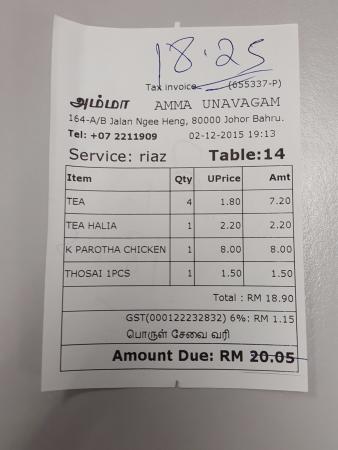 18.25
Tax invoice (655337-P)
அம்மா AMMA UNAVAGAM
164-A/B Jalan Ngee Heng, 80000 Johor Bahru.
Tel: +07 2211909 02-12-2015 19:13
Service: riaz Table:14
Item Qty UPrice Amt
TEA 4 1.80 7.20
TEA HALIA 1 2.20 2.20
K PAROTHA CHICKEN 1 8.00 8.00
THOSAI 1PCS 1 1.50 1.50
Total : RM 18.90
GST(000122232832) 6%: RM 1.15
பொருள் சேவை வரி
Amount Due: RM 20.05